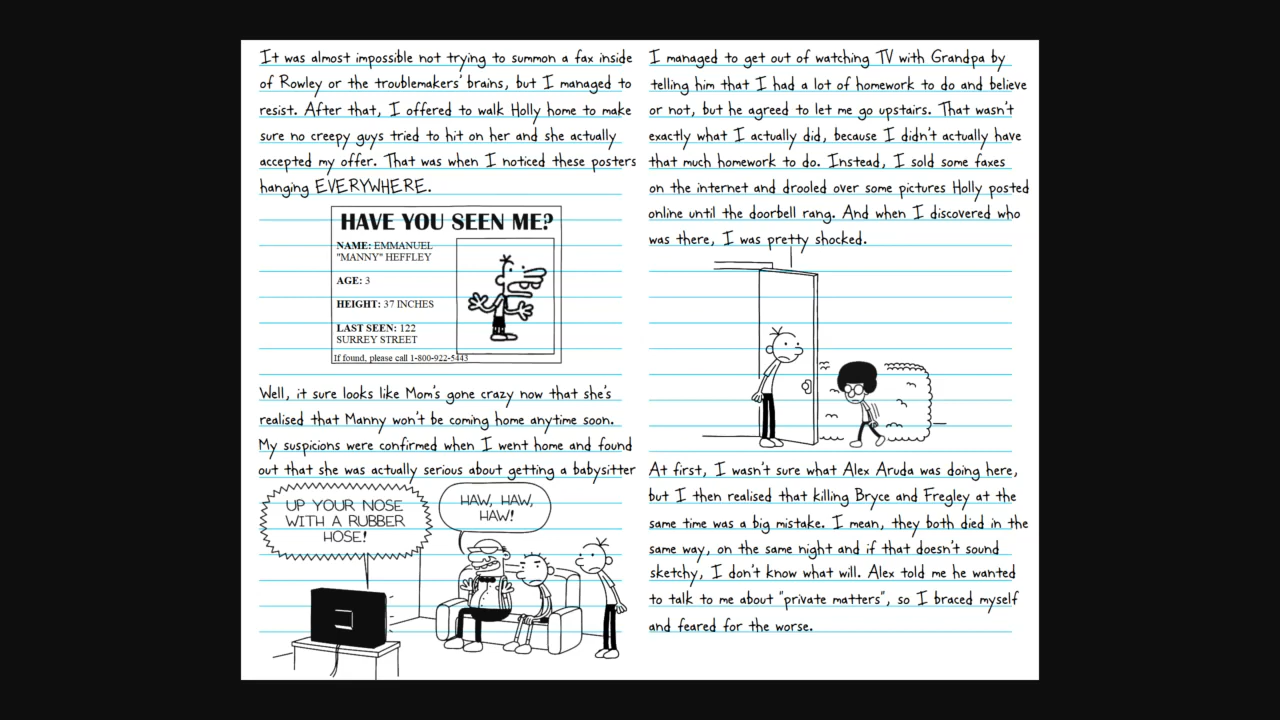 It was almost impossible not trying to summon a fax inside
of Rowley or the troublemakers' brains, but I managed to
resist. After that, I offered to walk Holly home to make
sure no creepy guys tried to hit on her and she actually
accepted my offer. That was when I noticed these posters
hanging EVERYWHERE.
HAVE YOU SEEN ME?
NAME: EMMANUEL
"MANNY" HEFFLEY
AGE: 3
HEIGHT: 37 INCHES
LAST SEEN: 122
SURREY STREET
If found, please call 1-800-922-5443
Well, it sure looks like Mom's gone crazy now that she's
realised that Manny won't be coming home anytime soon.
My suspicions were confirmed when I went home and found
out that she was actually serious about getting a babysitter
UP YOUR NOSE
WITH A RUBBER
HOSE!
HAW, HAW,
HAW!
I managed to get out of watching TV with Grandpa by
telling him that I had a lot of homework to do and believe
or not, but he agreed to let me go upstairs. That wasn't
exactly what I actually did, because I didn't actually have
that much homework to do. Instead, I sold some faxes
on the internet and drooled over some pictures Holly posted
online until the doorbell rang. And when I discovered who
was there, I was pretty shocked.
At first, I wasn't sure what Alex Aruda was doing here,
but I then realised that killing Bryce and Fregley at the
same time was a big mistake. I mean, they both died in the
same way, on the same night and if that doesn't sound
sketchy, I don't know what will. Alex told me he wanted
to talk to me about "private matters", so I braced myself
and feared for the worse.